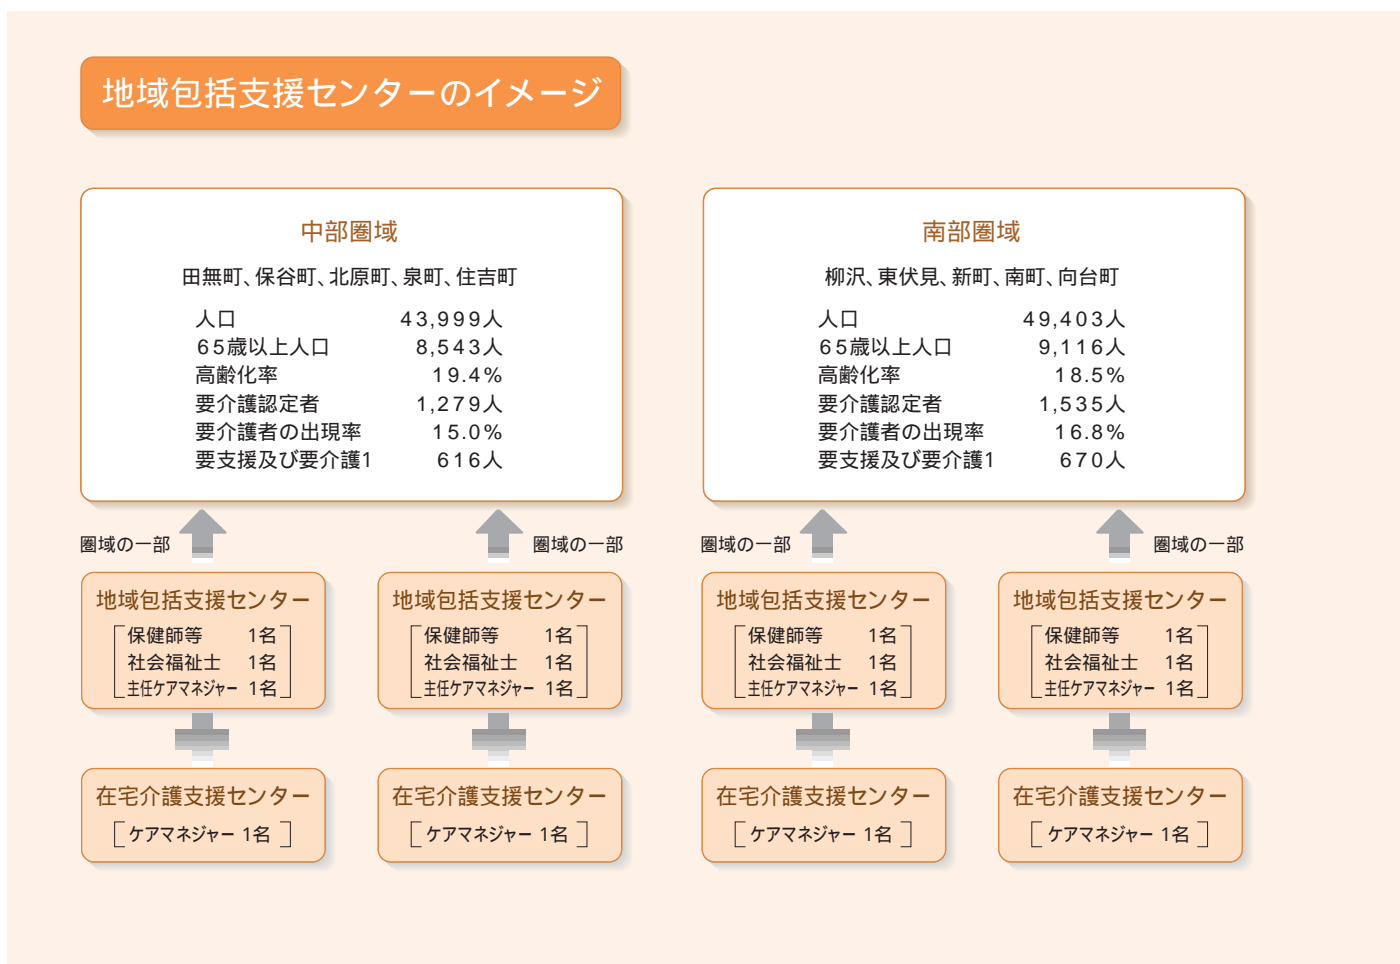 地域包括支援センターのイメージ
中部圏域
田無町、保谷町、北原町、泉町、住吉町
人口 43,999人
65歳以上人口 8,543人
高齢化率 19.4%
要介護認定者 1,279人
要介護者の出現率 15.0%
要支援及び要介護1 616人
南部圏域
柳沢、東伏見、新町、南町、向台町
人口 49,403人
65歳以上人口 9,116人
高齢化率 18.5%
要介護認定者 1,535人
要介護者の出現率 16.8%
要支援及び要介護1 670人
圏域の一部
圏域の一部
圏域の一部
圏域の一部
地域包括支援センター
保健師等 1名
社会福祉士 1名
主任ケアマネジャー 1名
地域包括支援センター
保健師等 1名
社会福祉士 1名
主任ケアマネジャー 1名
地域包括支援センター
保健師等 1名
社会福祉士 1名
主任ケアマネジャー 1名
地域包括支援センター
保健師等 1名
社会福祉士 1名
主任ケアマネジャー 1名
在宅介護支援センター
ケアマネジャー 1名
在宅介護支援センター
ケアマネジャー 1名
在宅介護支援センター
ケアマネジャー 1名
在宅介護支援センター
ケアマネジャー 1名